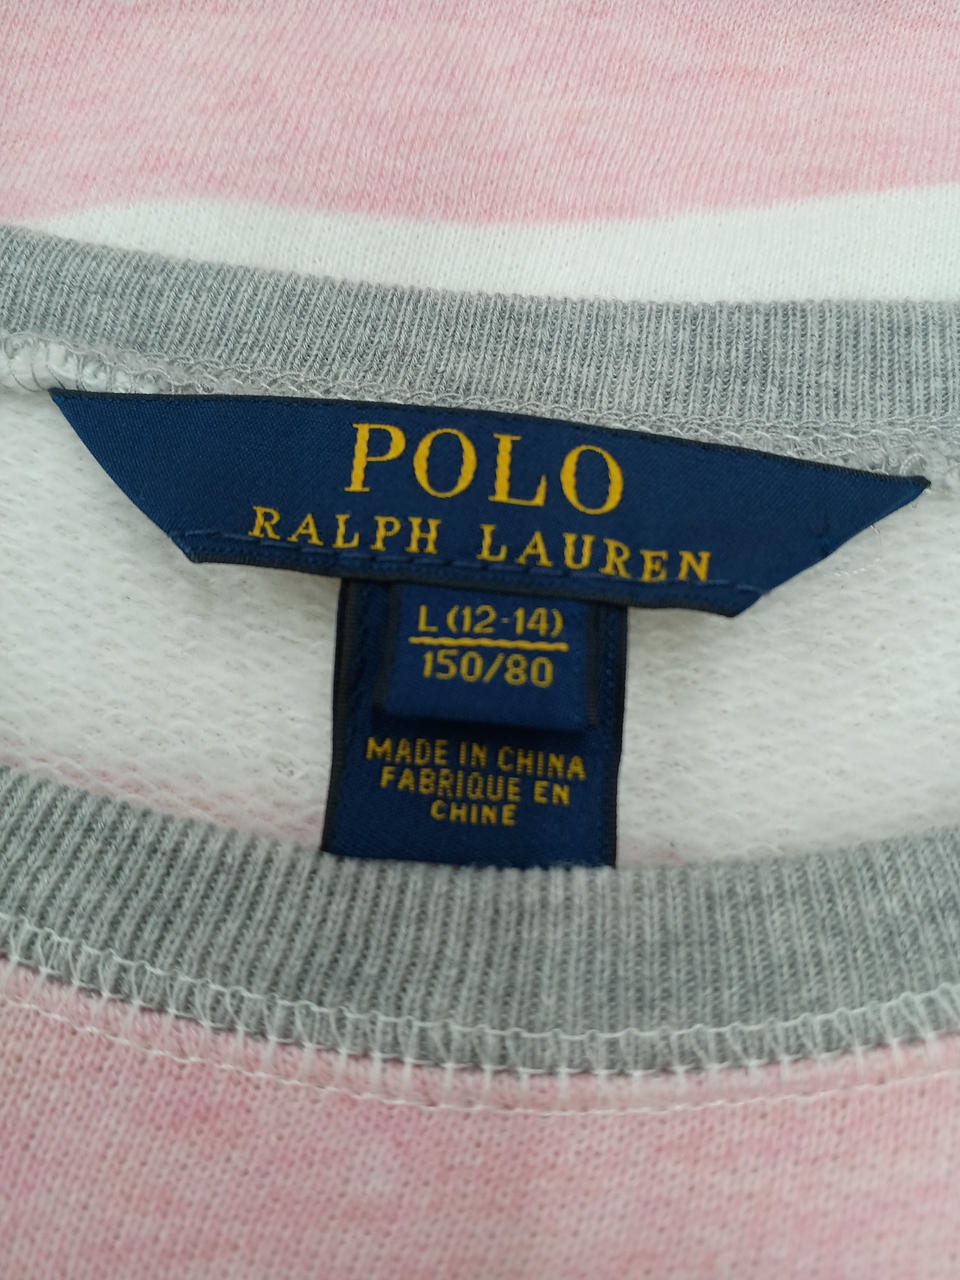 POLO
RALPH LAUREN
L (12-14)
150/80
MADE IN CHINA
FABRIQUE EN
CHINE